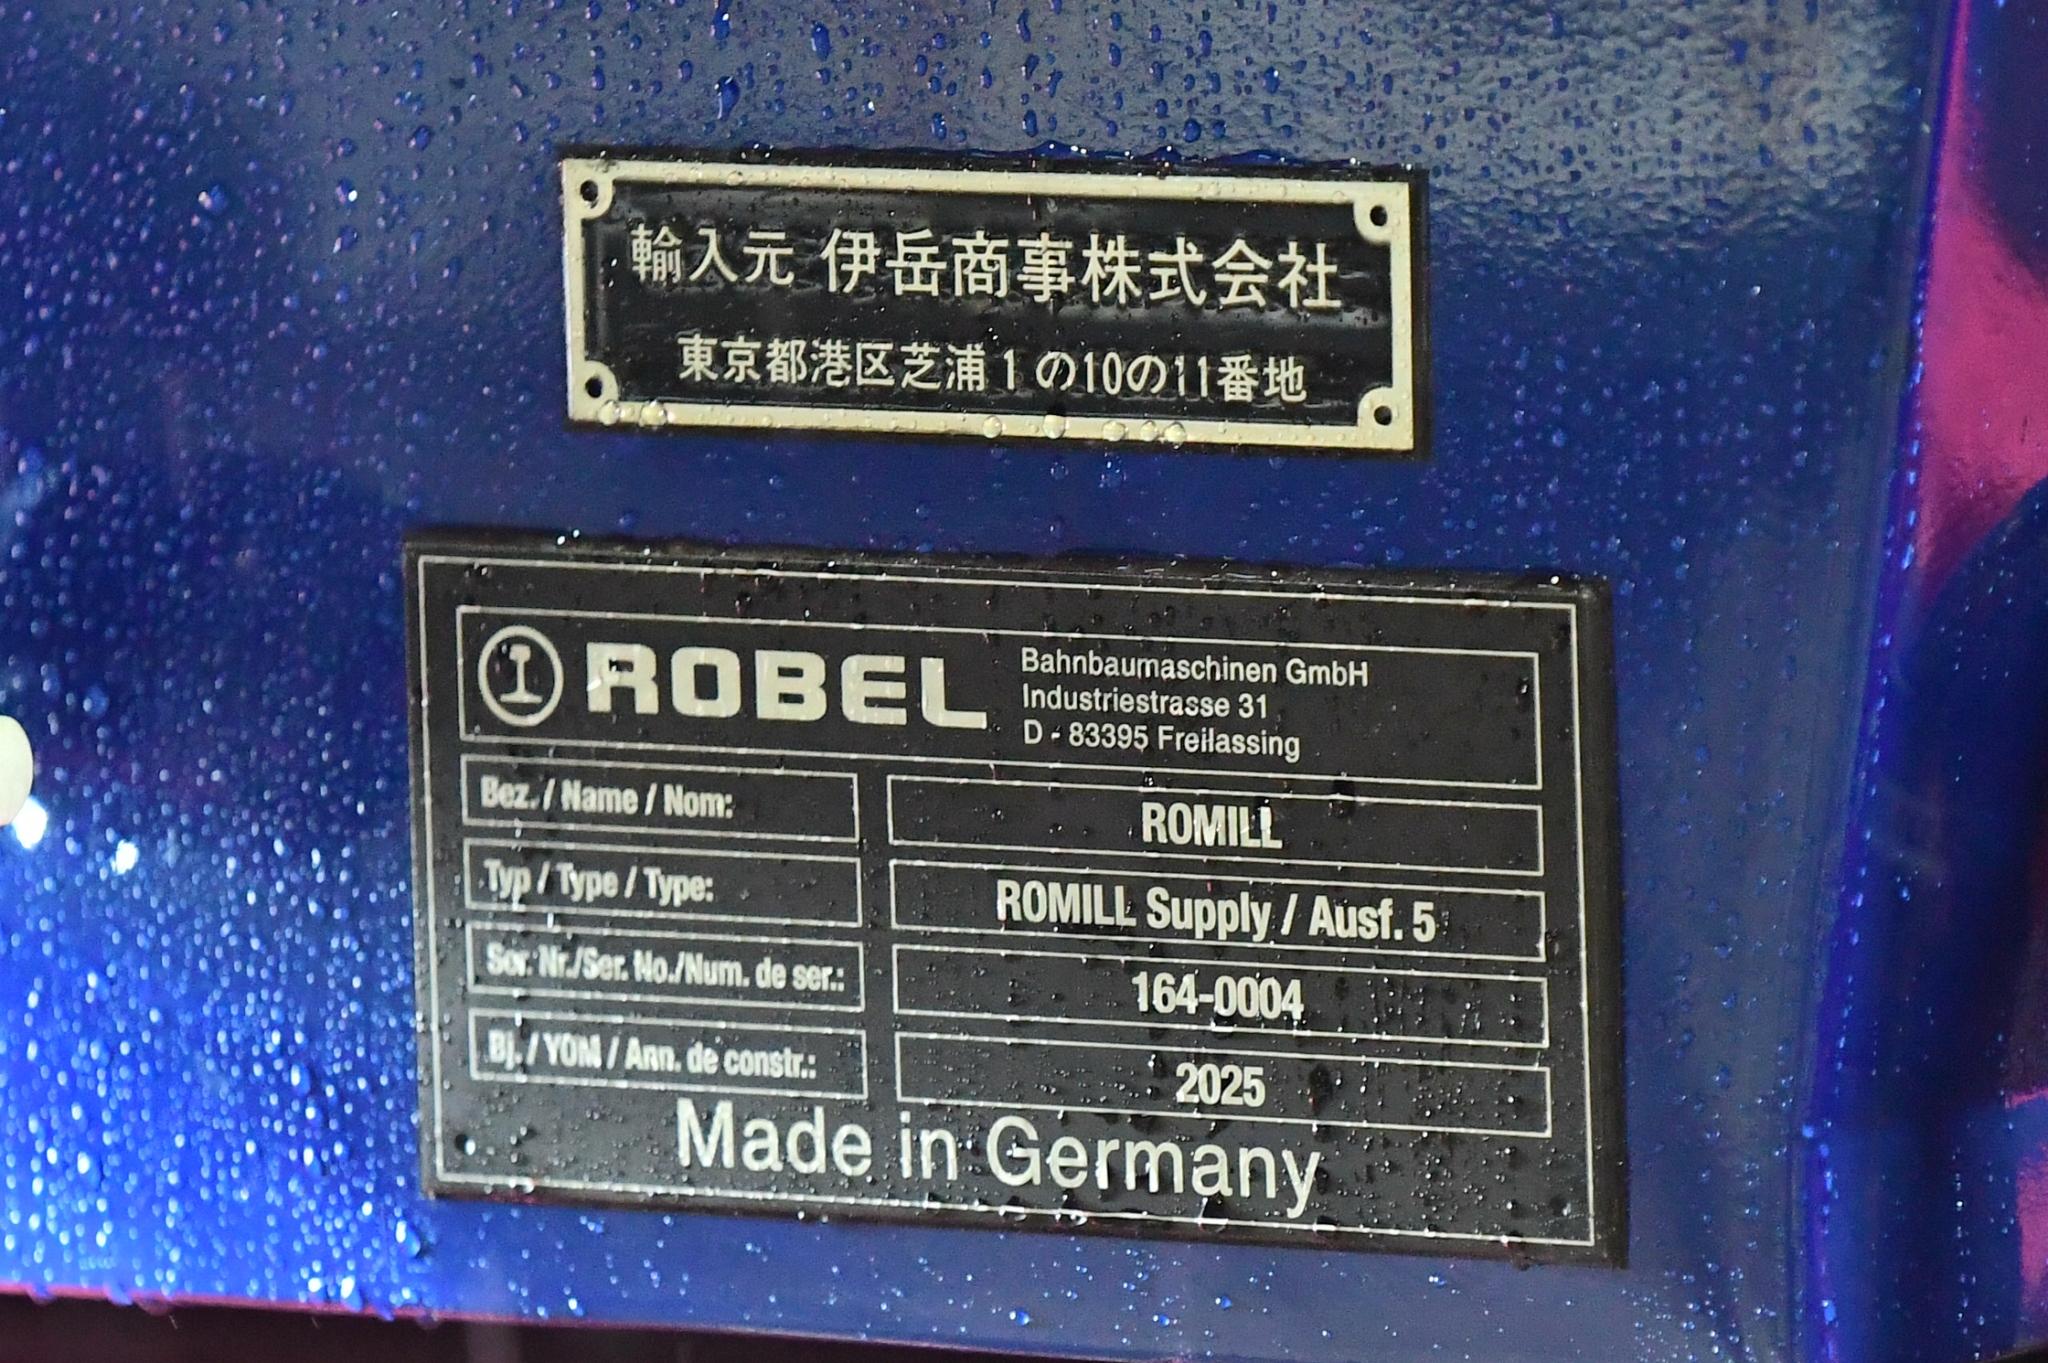 輸入元 伊岳商事株式会社
東京都港区芝浦1の10の11番地
ROBEL
Bahnbaumaschinen GmbH
Industriestrasse 31
D - 83395 Freilassing
Bez. / Name / Nom: ROMILL
Typ / Type / Type: ROMILL Supply / Ausf. 5
Ser. Nr./Ser. No./Num. de ser.: 164-0004
Bj. / YOM / Ann. de constr.: 2025
Made in Germany